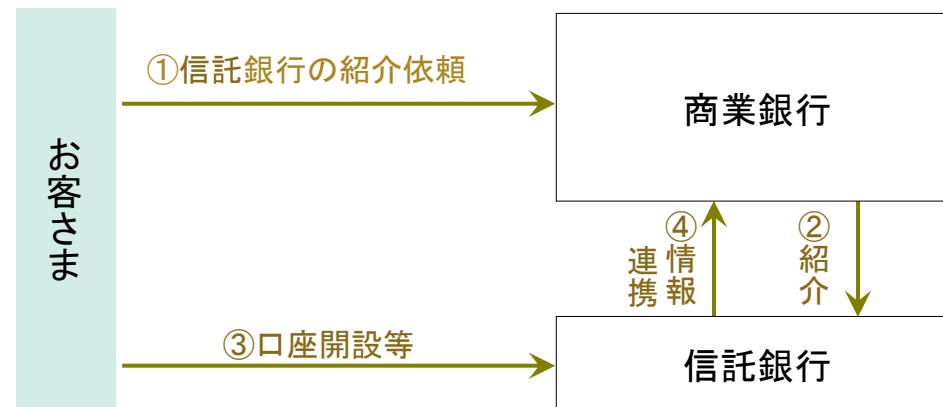 お客さま
①信託銀行の紹介依頼
商業銀行
④情報
連携
②紹介
③口座開設等
信託銀行